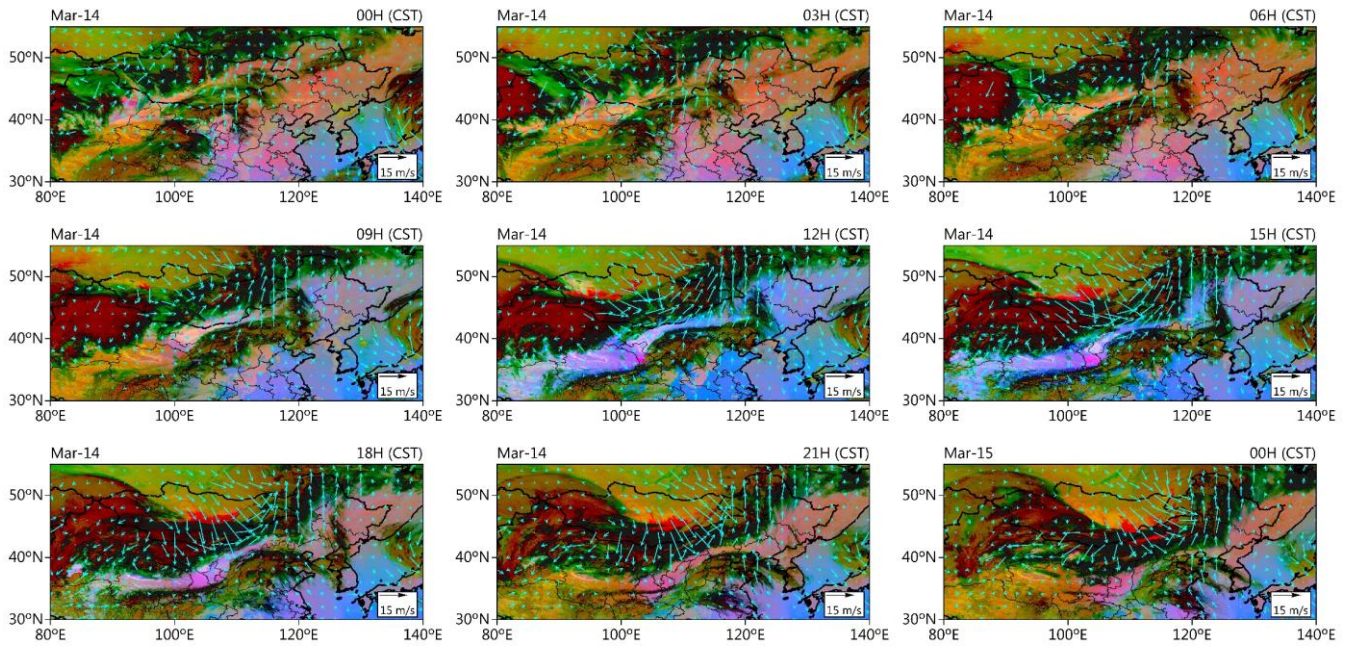 Mar-14 00H (CST) Mar-14 03H (CST) Mar-14 06H (CST)
50°N 50°N 50°N
40°N 40°N 40°N
15 m/s 15 m/s 15 m/s
30°N 30°N 30°N
80°E 100°E 120°E 140°E 80°E 100°E 120°E 140°E 80°E 100°E 120°E 140°E
Mar-14 09H (CST) Mar-14 12H (CST) Mar-14 15H (CST)
50°N 50°N 50°N
40°N 40°N 40°N
15 m/s 15 m/s 15 m/s
30°N 30°N 30°N
80°E 100°E 120°E 140°E 80°E 100°E 120°E 140°E 80°E 100°E 120°E 140°E
Mar-14 18H (CST) Mar-14 21H (CST) Mar-15 00H (CST)
50°N 50°N 50°N
40°N 40°N 40°N
15 m/s 15 m/s 15 m/s
30°N 30°N 30°N
80°E 100°E 120°E 140°E 80°E 100°E 120°E 140°E 80°E 100°E 120°E 140°E